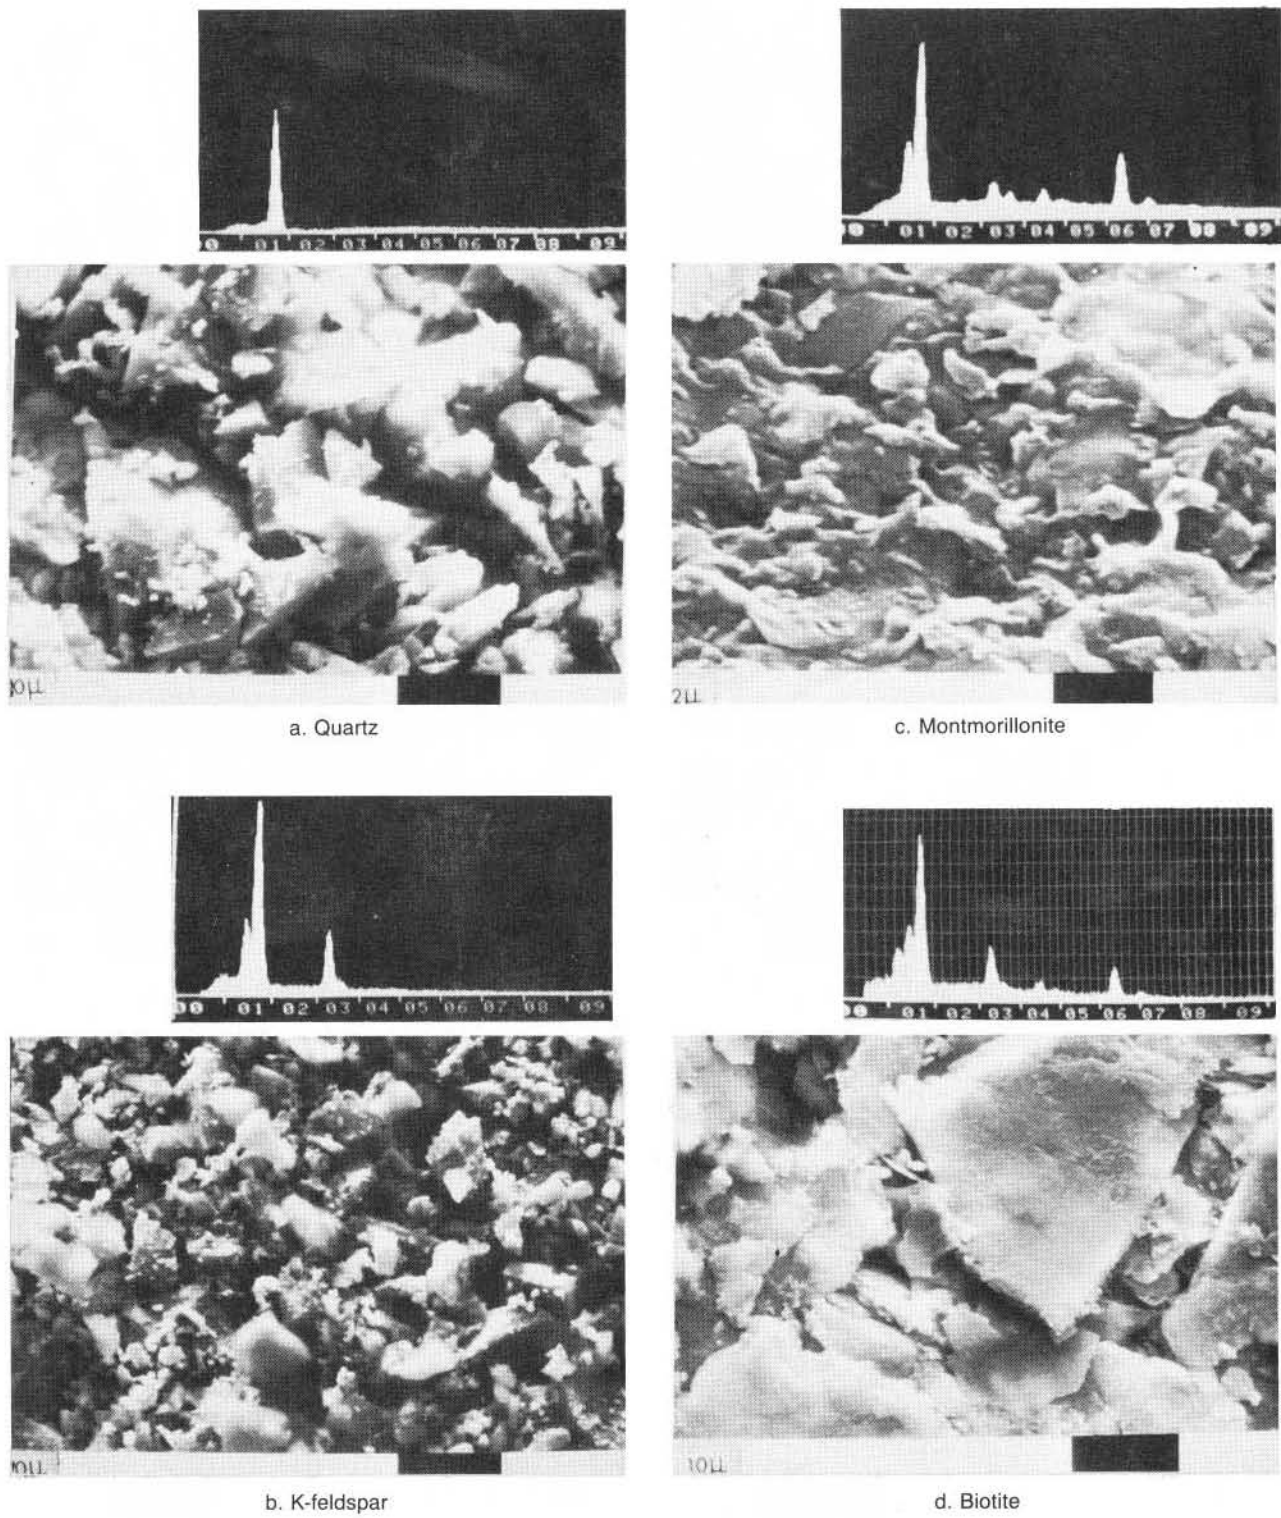 0 01 02 03 04 05 06 07 08 09
a. Quartz
00 01 02 03 04 05 06 07 08 09
10μ
b. K-feldspar
01 02 03 04 05 06 07 08 09
2μ
c. Montmorillonite
00 01 02 03 04 05 06 07 08 09
10μ
d. Biotite